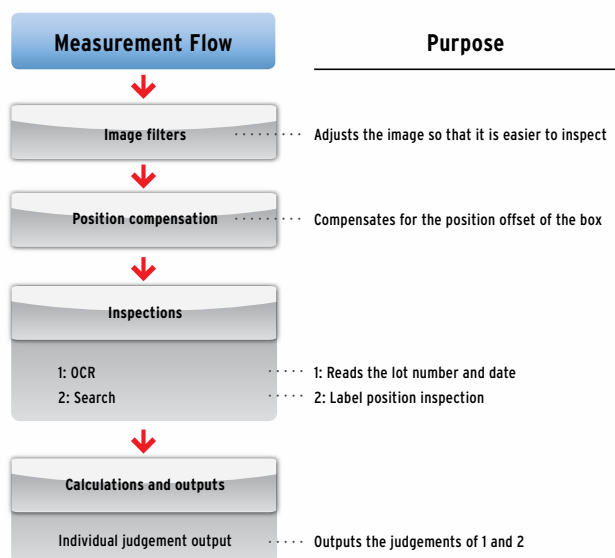 Measurement Flow Purpose
Image filters Adjusts the image so that it is easier to inspect
Position compensation Compensates for the position offset of the box
Inspections
1: OCR 1: Reads the lot number and date
2: Search 2: Label position inspection
Calculations and outputs
Individual judgement output Outputs the judgements of 1 and 2